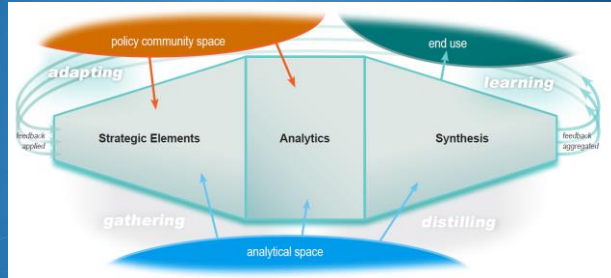 policy community space
end use
adapting
learning
feedback
applied
Strategic Elements
Analytics
Synthesis
feedback
aggregated
gathering
distilling
analytical space